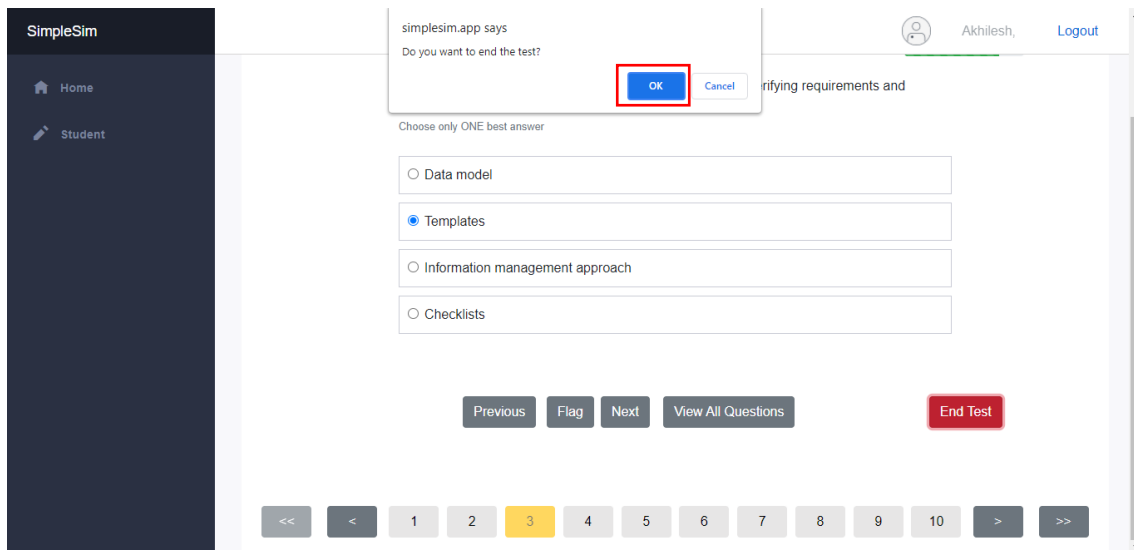 SimpleSim
simplesim.app says
Akhilesh,
Logout
Do you want to end the test?
OK
Cancel
Home
requirements and
Choose only ONE best answer
Student
Data model
Templates
Information management approach
Checklists
Previous
Flag
Next
View All Questions
End Test
<<
<
1
2
3
4
5
6
7
8
9
10
>
>>